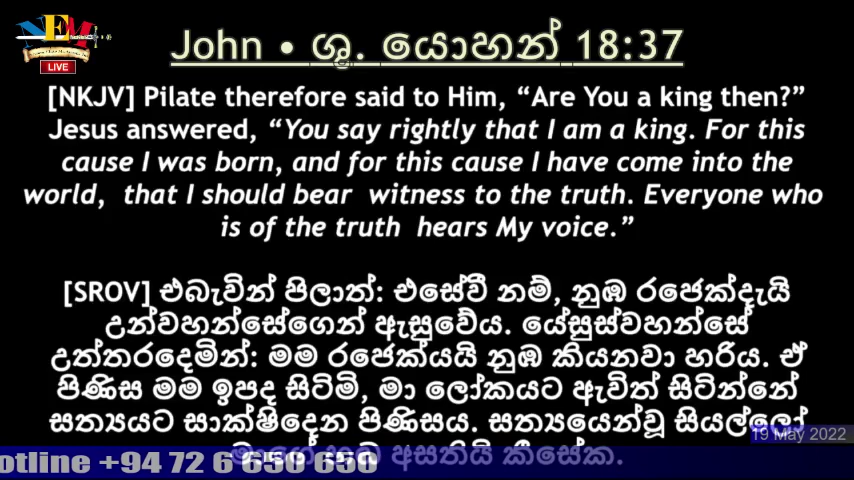 NEM
LIVE
John • ශු. යොහන් 18:37
[NKJV] Pilate therefore said to Him, “Are You a king then?”
Jesus answered, “You say rightly that I am a king. For this
cause I was born, and for this cause I have come into the
world, that I should bear witness to the truth. Everyone who
is of the truth hears My voice.”
[SROV] එබැවින් පිලාත්: එසේවී නම්, නුඹ රජෙක්දැයි
උන්වහන්සේගෙන් ඇසුවේය. යේසුස්වහන්සේ
උත්තරදෙමින්: මම රජෙක්යයි නුඹ කියනවා හරිය. ඒ
පිණිස මම ඉපද සිටිමි, මා ලෝකයට ඇවිත් සිටින්නේ
සත්‍යයට සාක්ෂිදෙන පිණිසය. සත්‍යයෙන්වූ සියල්ලෝ
19 May 2022
මාගේ හඬ අසතියි කීසේක.
otline +94 72 6 650 650